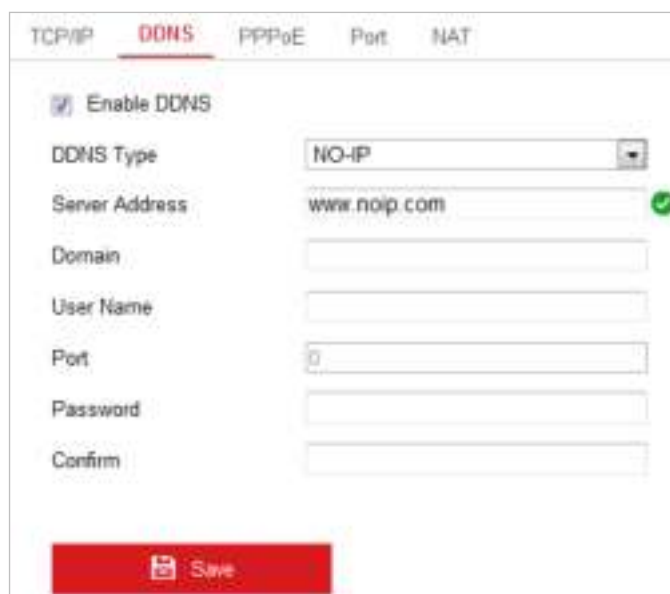 TCP/IP DDNS PPPoE Port NAT
Enable DDNS
DDNS Type NO-IP
Server Address www.noip.com
Domain
User Name
Port 0
Password
Confirm
Save